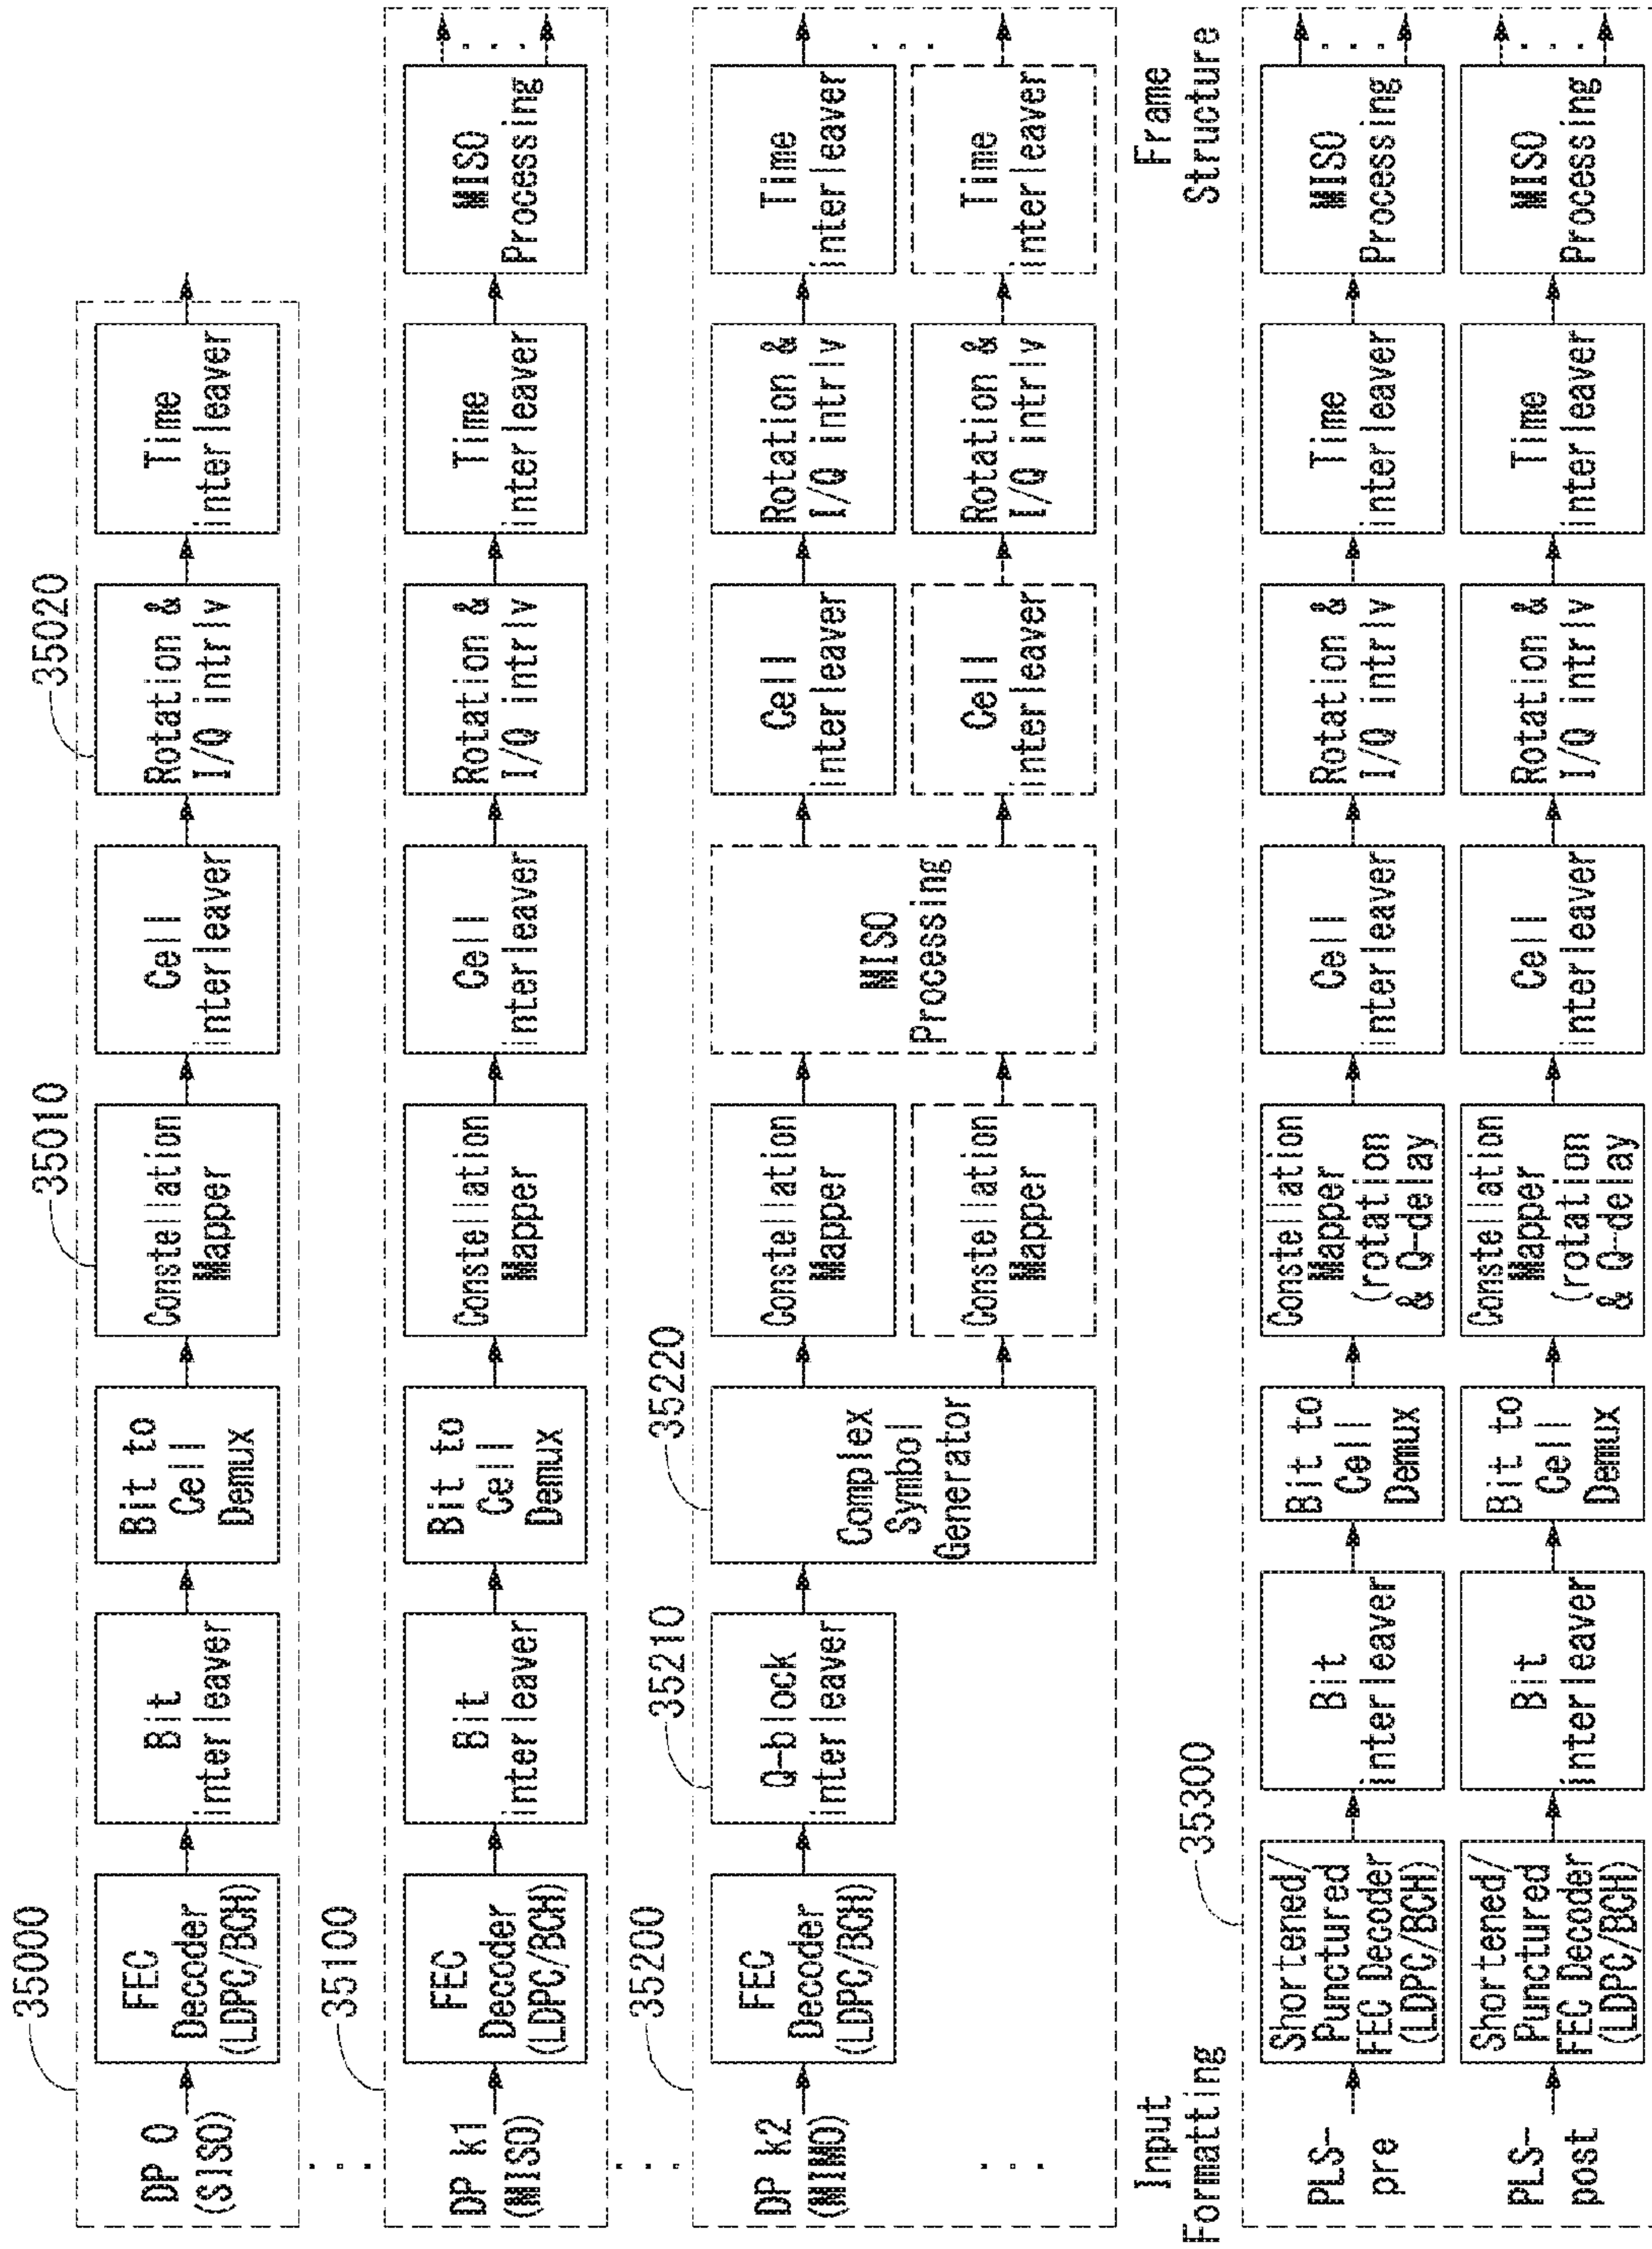 35000
DP 0
(SISO)
FEC
Decoder
(LDPC/BCH)
Bit
interleaver
Bit to
Cell
Demux
35010
Constellation
Mapper
Cell
interleaver
35020
Rotation &
I/Q intrlv
Time
interleaver
35100
DP k1
(MISO)
FEC
Decoder
(LDPC/BCH)
Bit
interleaver
Bit to
Cell
Demux
Constellation
Mapper
Cell
interleaver
Rotation &
I/Q intrlv
Time
interleaver
MISO
Processing
35200
DP k2
(MIMO)
FEC
Decoder
(LDPC/BCH)
35210
Q-block
interleaver
35220
Complex
Symbol
Generator
Constellation
Mapper
Constellation
Mapper
MISO
Processing
Cell
interleaver
Cell
interleaver
Rotation &
I/Q intrlv
Rotation &
I/Q intrlv
Time
interleaver
Time
interleaver
Input
Formatting
Frame
Structure
35300
PLS-
pre
Shortened/
Punctured
FEC Decoder
(LDPC/BCH)
Bit
interleaver
Bit to
Cell
Demux
Constellation
Mapper
(rotation
& Q-delay
Cell
interleaver
Rotation &
I/Q intrlv
Time
interleaver
MISO
Processing
PLS-
post
Shortened/
Punctured
FEC Decoder
(LDPC/BCH)
Bit
interleaver
Bit to
Cell
Demux
Constellation
Mapper
(rotation
& Q-delay
Cell
interleaver
Rotation &
I/Q intrlv
Time
interleaver
MISO
Processing